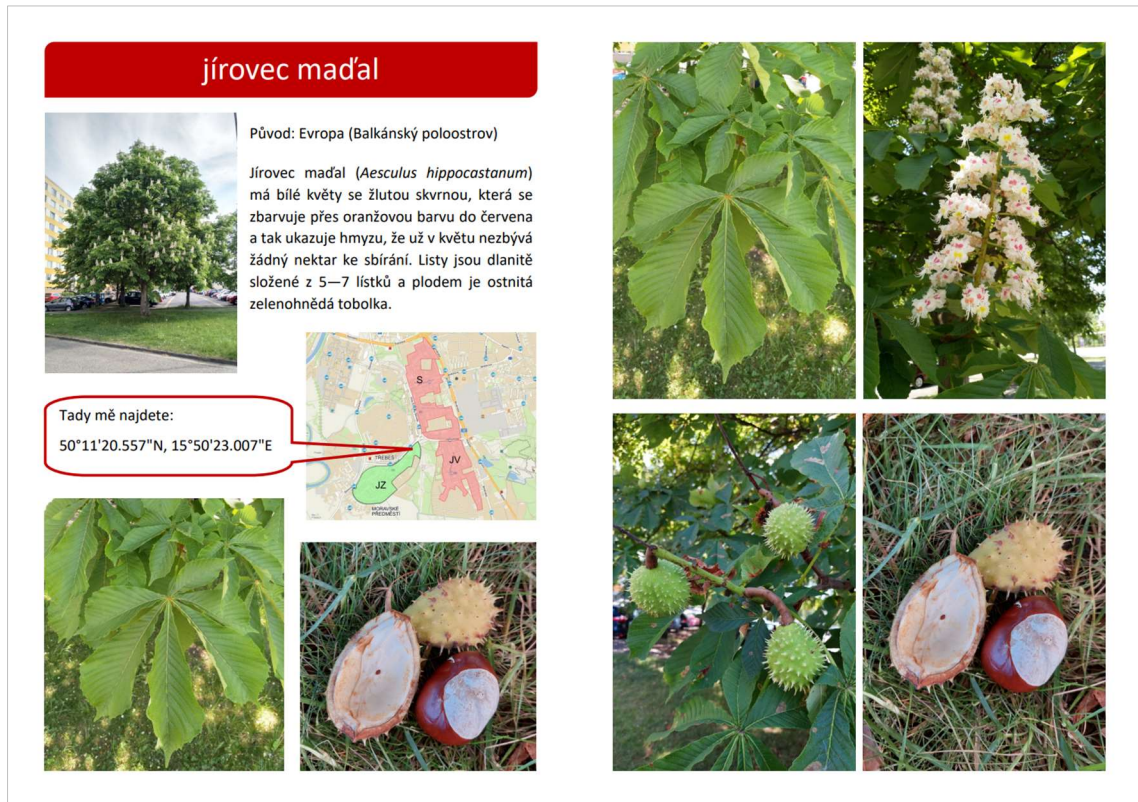 jírovec maďal
Původ: Evropa (Balkánský poloostrov)
Jírovec maďal (Aesculus hippocastanum)
má bílé květy se žlutou skvrnou, která se
zbarvuje přes oranžovou barvu do červena
a tak ukazuje hmyzu, že už v květu nezbývá
žádný nektar ke sbírání. Listy jsou dlanitě
složené z 5—7 lístků a plodem je ostnitá
zelenohnědá tobolka.
Tady mě najdete:
50°11'20.557"N, 15°50'23.007"E
S
JV
TŘEBEŠ
JZ
MORAVSKÉ
PŘEDMĚSTÍ